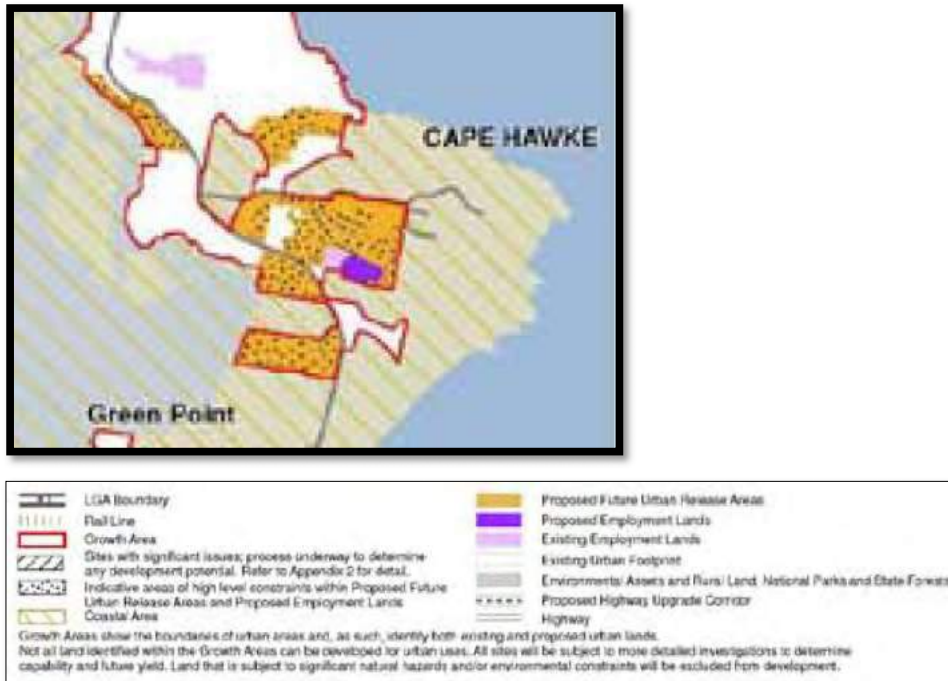 CAPE HAWKE
Green Point
LGA Boundary
Rail Line
Growth Area
Sites with significant issues; process underway to determine
any development potential. Refer to Appendix 2 for detail.
Indicative areas of high level constraints within Proposed Future
Urban Release Areas and Proposed Employment Lands
Coastal Area
Proposed Future Urban Release Areas
Proposed Employment Lands
Existing Employment Lands
Existing Urban Footprint
Environmental Assets and Rural Land, National Parks and State Forests
Proposed Highway Upgrade Corridor
Highway
Growth Areas show the boundaries of urban areas and, as such, identify both existing and proposed urban lands.
Not all land identified within the Growth Areas can be developed for urban uses. All sites will be subject to more detailed investigations to determine
capability and future yield. Land that is subject to significant natural hazards and/or environmental constraints will be excluded from development.